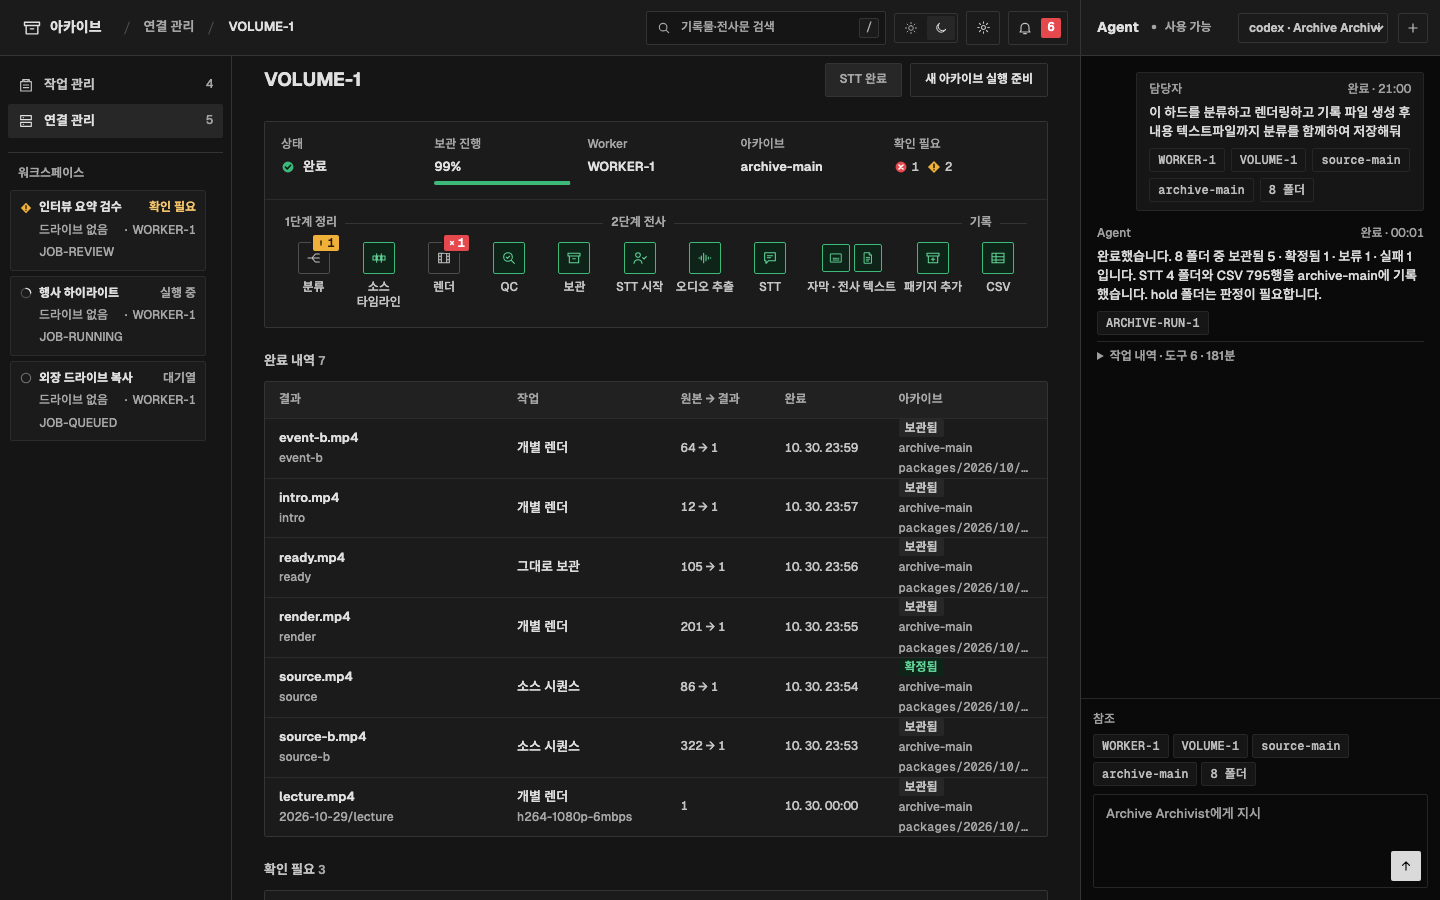 아카이브 / 연결 관리 / VOLUME-1
기록물·전사문 검색 /
6
Agent • 사용 가능
codex · Archive Archiv
작업 관리 4
연결 관리 5
워크스페이스
인터뷰 요약 검수 확인 필요
드라이브 없음 · WORKER-1
JOB-REVIEW
행사 하이라이트 실행 중
드라이브 없음 · WORKER-1
JOB-RUNNING
외장 드라이브 복사 대기열
드라이브 없음 · WORKER-1
JOB-QUEUED
VOLUME-1
STT 완료
새 아카이브 실행 준비
상태 보관 진행 Worker 아카이브 확인 필요
완료 99% WORKER-1 archive-main 1 2
1단계 정리 2단계 전사 기록
1 1
분류 소스 타임라인 렌더 QC 보관 STT 시작 오디오 추출 STT 자막·전사 텍스트 패키지 추가 CSV
완료 내역 7
결과 작업 원본 → 결과 완료 아카이브
event-b.mp4 개별 렌더 64 → 1 10. 30. 23:59 보관됨
event-b archive-main
packages/2026/10/…
intro.mp4 개별 렌더 12 → 1 10. 30. 23:57 보관됨
intro archive-main
packages/2026/10/…
ready.mp4 그대로 보관 105 → 1 10. 30. 23:56 보관됨
ready archive-main
packages/2026/10/…
render.mp4 개별 렌더 201 → 1 10. 30. 23:55 보관됨
render archive-main
packages/2026/10/…
source.mp4 소스 시퀀스 86 → 1 10. 30. 23:54 확정됨
source archive-main
packages/2026/10/…
source-b.mp4 소스 시퀀스 322 → 1 10. 30. 23:53 보관됨
source-b archive-main
packages/2026/10/…
lecture.mp4 개별 렌더 1 10. 30. 00:00 보관됨
2026-10-29/lecture h264-1080p-6mbps archive-main
packages/2026/10/…
확인 필요 3
담당자 완료 · 21:00
이 하드를 분류하고 렌더링하고 기록 파일 생성 후
내용 텍스트파일까지 분류를 함께하여 저장해둬
WORKER-1 VOLUME-1 source-main
archive-main 8 폴더
Agent 완료 · 00:01
완료했습니다. 8 폴더 중 보관됨 5 · 확정됨 1 · 보류 1 · 실패 1
입니다. STT 4 폴더와 CSV 795행을 archive-main에 기록
했습니다. hold 폴더는 판정이 필요합니다.
ARCHIVE-RUN-1
작업 내역 · 도구 6 · 181분
참조
WORKER-1 VOLUME-1 source-main
archive-main 8 폴더
Archive Archivist에게 지시